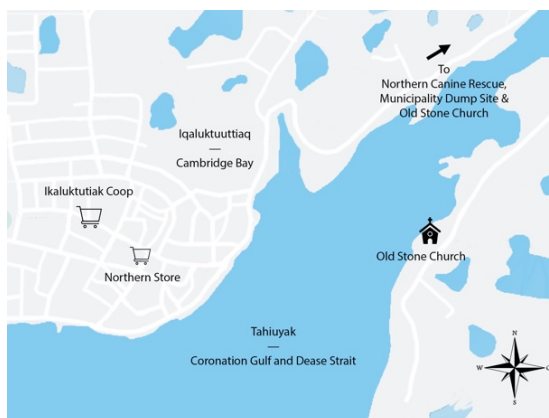 To
Northern Canine Rescue,
Municipality Dump Site &
Old Stone Church
Iqaluktuuttiaq
—
Cambridge Bay
Ikaluktutiak Coop
Northern Store
Old Stone Church
Tahiuyak
—
Coronation Gulf and Dease Strait
N
W
S